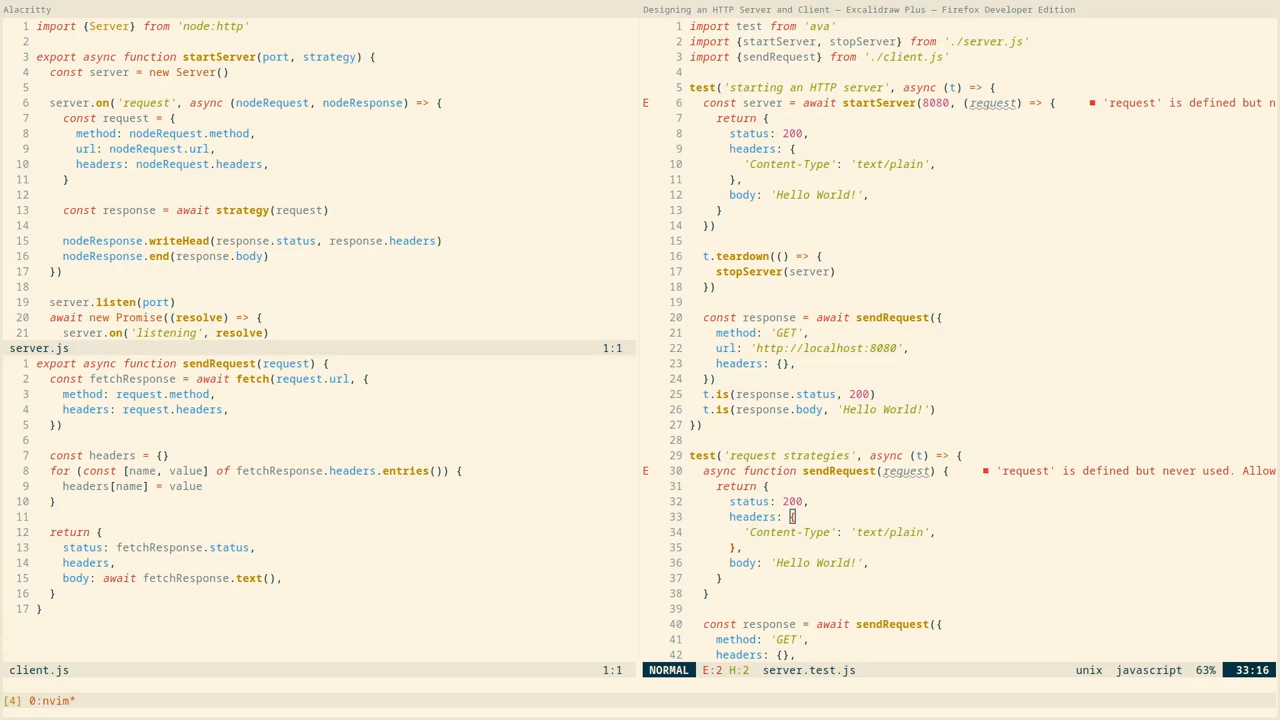 Alacritty
1 import {Server} from 'node:http'
2
3 export async function startServer(port, strategy) {
4   const server = new Server()
5
6   server.on('request', async (nodeRequest, nodeResponse) => {
7     const request = {
8       method: nodeRequest.method,
9       url: nodeRequest.url,
10       headers: nodeRequest.headers,
11     }
12
13     const response = await strategy(request)
14
15     nodeResponse.writeHead(response.status, response.headers)
16     nodeResponse.end(response.body)
17   })
18
19   server.listen(port)
20   await new Promise((resolve) => {
21     server.on('listening', resolve)
server.js 1:1
1 export async function sendRequest(request) {
2   const fetchResponse = await fetch(request.url, {
3     method: request.method,
4     headers: request.headers,
5   })
6
7   const headers = {}
8   for (const [name, value] of fetchResponse.headers.entries()) {
9     headers[name] = value
10   }
11
12   return {
13     status: fetchResponse.status,
14     headers,
15     body: await fetchResponse.text(),
16   }
17 }
client.js 1:1
Designing an HTTP Server and Client — Excalidraw Plus — Firefox Developer Edition
1 import test from 'ava'
2 import {startServer, stopServer} from './server.js'
3 import {sendRequest} from './client.js'
4
5 test('starting an HTTP server', async (t) => {
E 6   const server = await startServer(8080, (request) => { ■ 'request' is defined but n
7     return {
8       status: 200,
9       headers: {
10         'Content-Type': 'text/plain',
11       },
12       body: 'Hello World!',
13     }
14   })
15
16   t.teardown(() => {
17     stopServer(server)
18   })
19
20   const response = await sendRequest({
21     method: 'GET',
22     url: 'http://localhost:8080',
23     headers: {},
24   })
25   t.is(response.status, 200)
26   t.is(response.body, 'Hello World!')
27 })
28
29 test('request strategies', async (t) => {
E 30   async function sendRequest(request) { ■ 'request' is defined but never used. Allow
31     return {
32       status: 200,
33       headers: {
34         'Content-Type': 'text/plain',
35       },
36       body: 'Hello World!',
37     }
38   }
39
40   const response = await sendRequest({
41     method: 'GET',
42     headers: {},
NORMAL E:2 H:2 server.test.js unix javascript 63% 33:16
[4] 0:nvim*